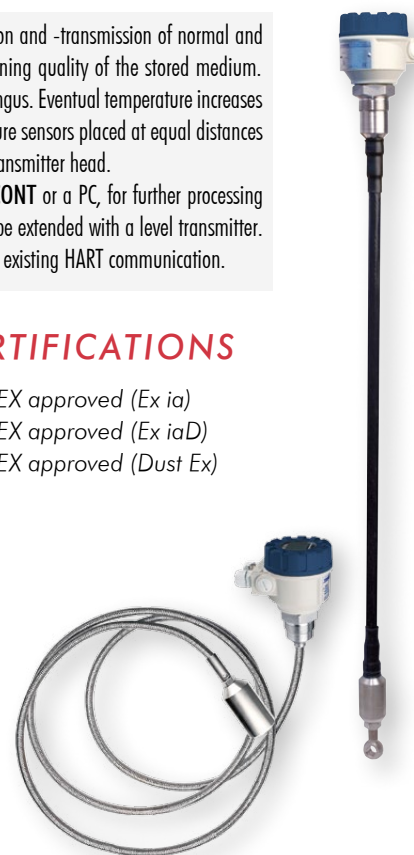 on and -transmission of normal and
ning quality of the stored medium.
ngus. Eventual temperature increases
ure sensors placed at equal distances
ansmitter head.
CONT or a PC, for further processing
be extended with a level transmitter.
existing HART communication.
RTIFICATIONS
EX approved (Ex ia)
EX approved (Ex iaD)
EX approved (Dust Ex)